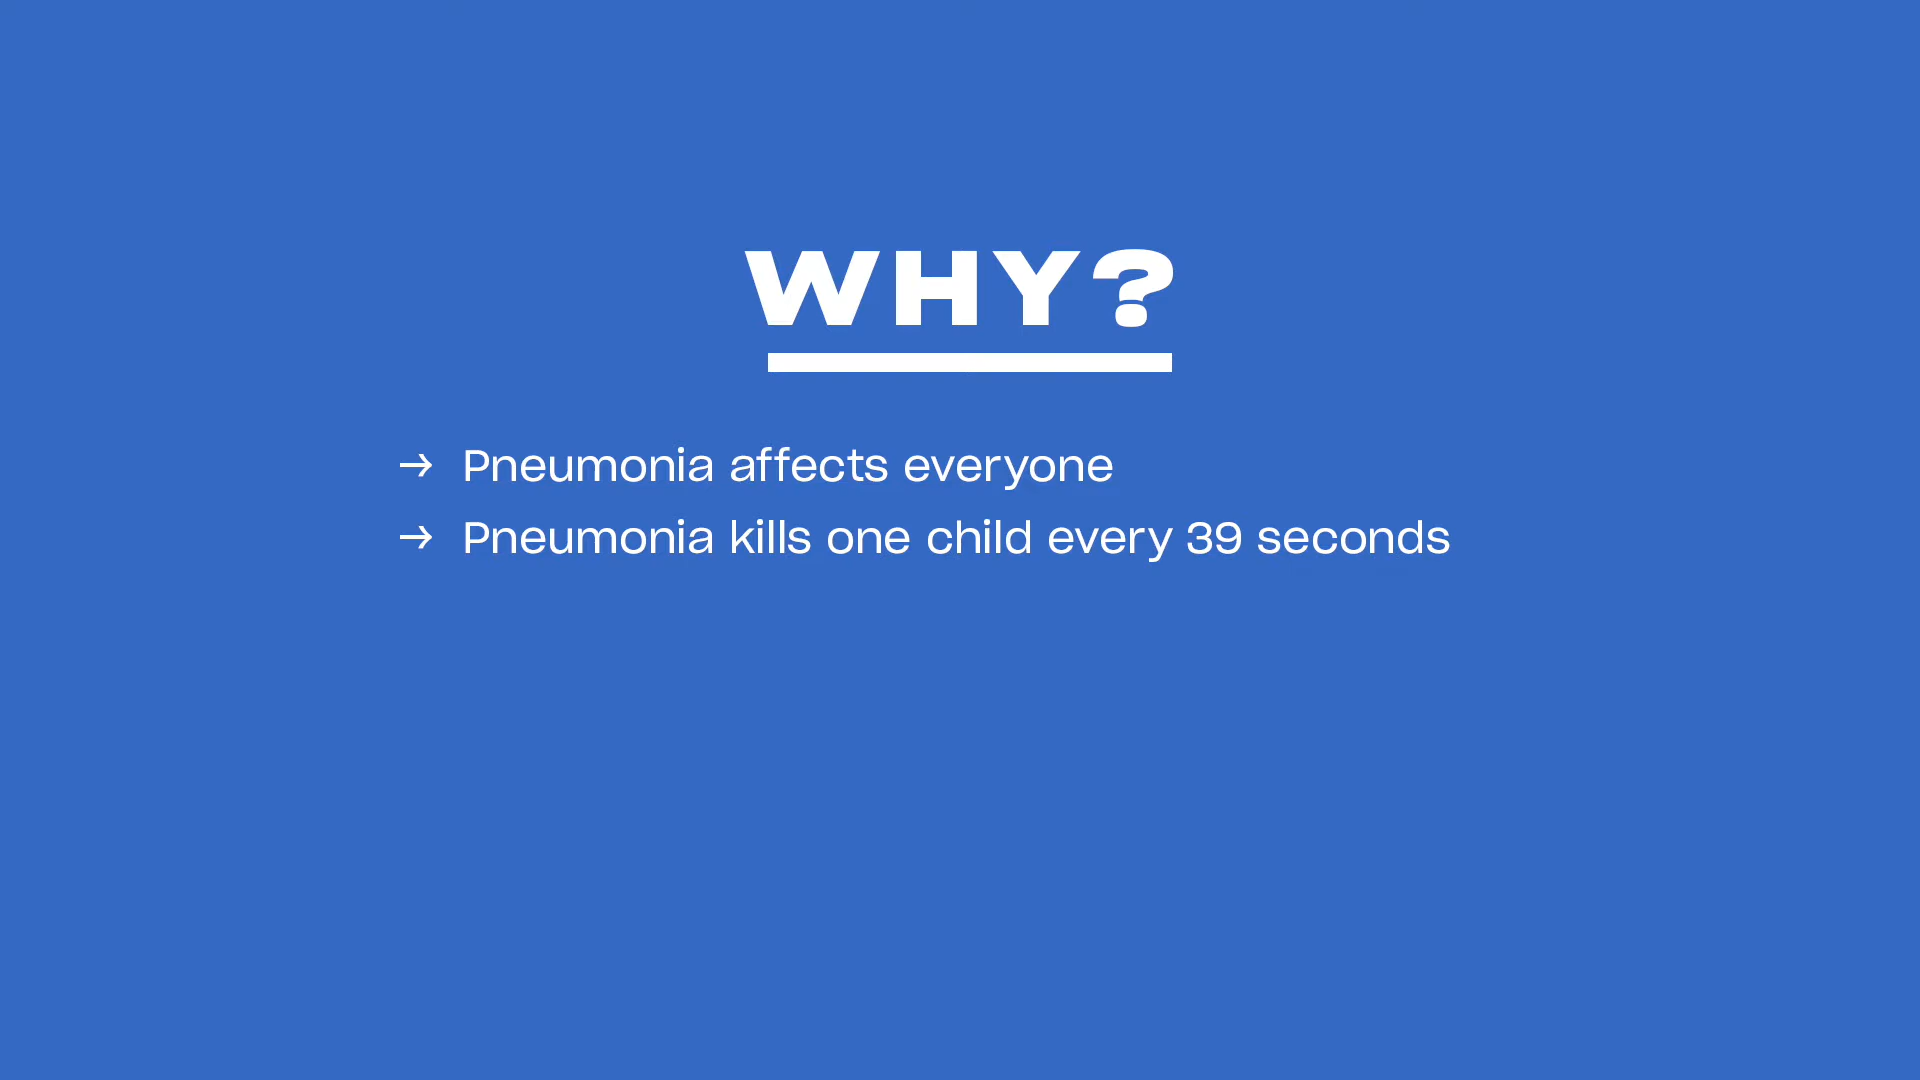 WHY?
→ Pneumonia affects everyone
→ Pneumonia kills one child every 39 seconds